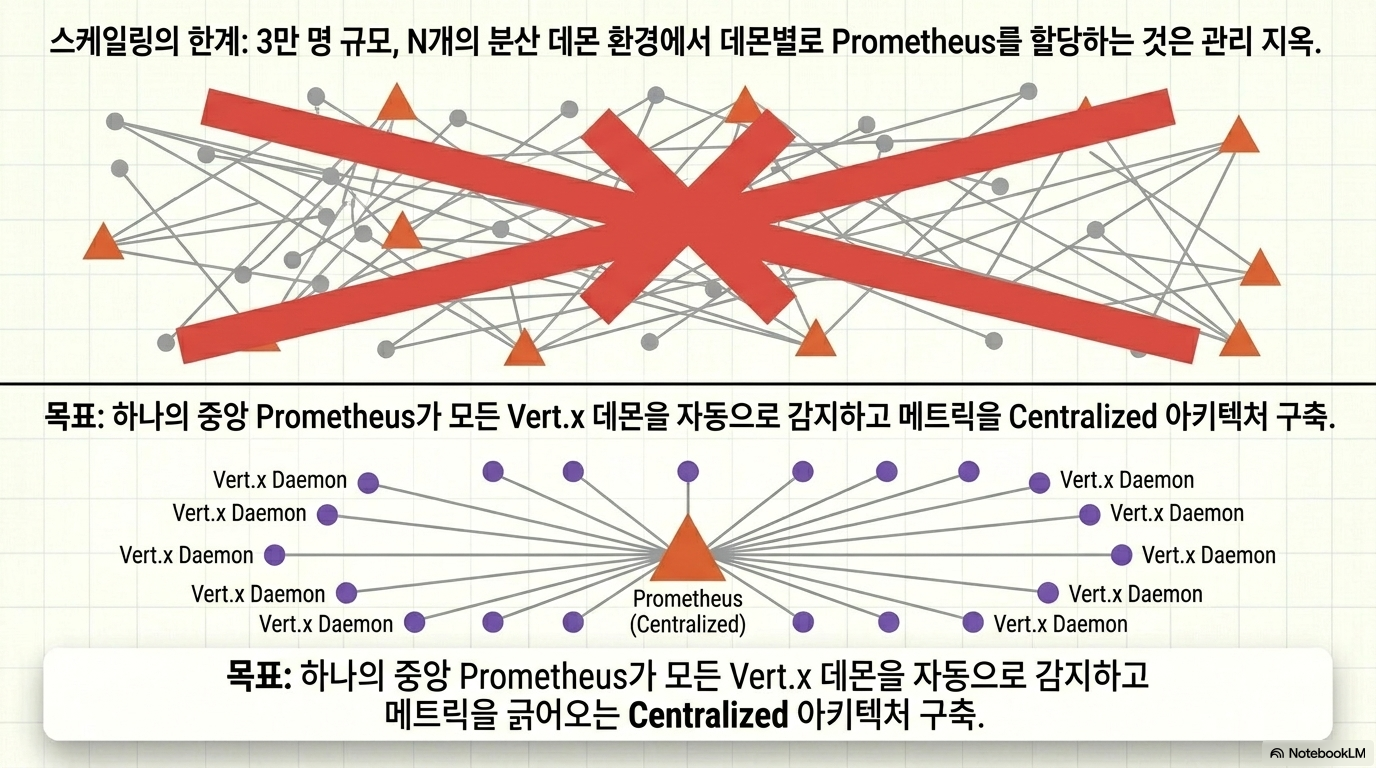 스케일링의 한계: 3만 명 규모, N개의 분산 데몬 환경에서 데몬별로 Prometheus를 할당하는 것은 관리 지옥.
목표: 하나의 중앙 Prometheus가 모든 Vert.x 데몬을 자동으로 감지하고 메트릭을 Centralized 아키텍처 구축.
Vert.x Daemon
Vert.x Daemon
Vert.x Daemon
Vert.x Daemon
Vert.x Daemon
Vert.x Daemon
Vert.x Daemon
Vert.x Daemon
Vert.x Daemon
Vert.x Daemon
Prometheus
(Centralized)
목표: 하나의 중앙 Prometheus가 모든 Vert.x 데몬을 자동으로 감지하고
메트릭을 긁어오는 Centralized 아키텍처 구축.
NotebookLM